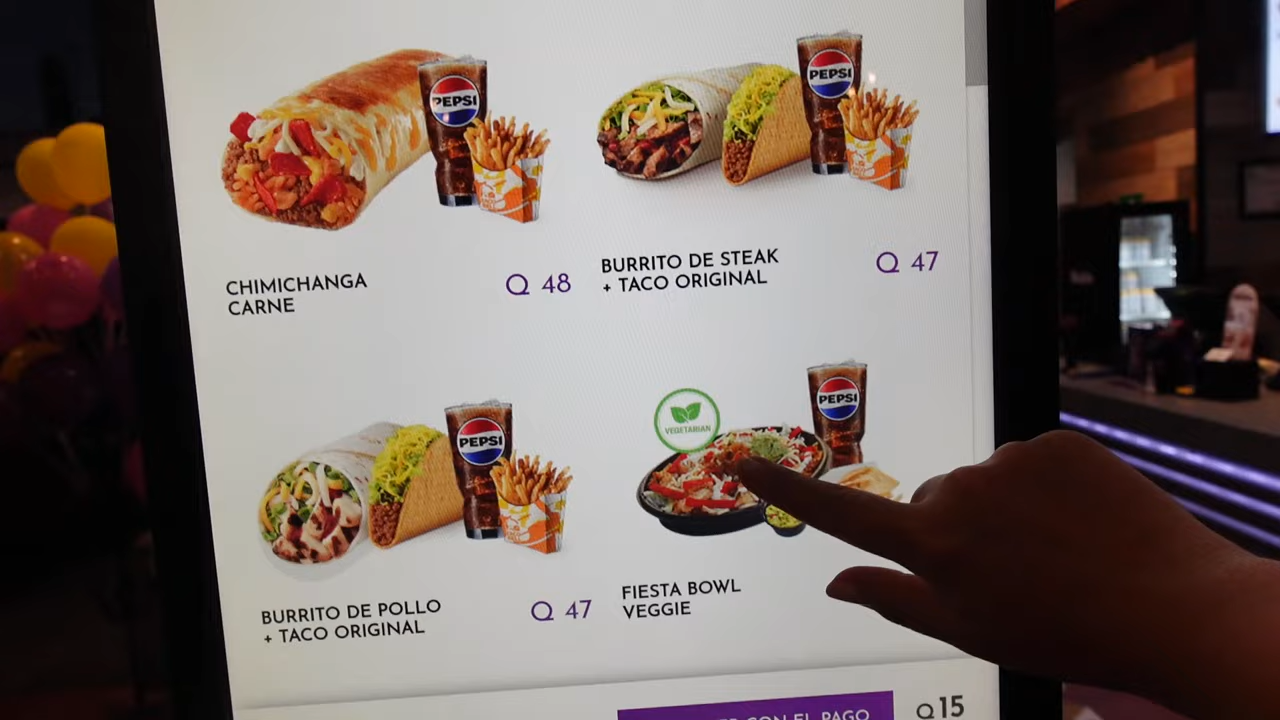 PEPSI
PEPSI
CHIMICHANGA
CARNE
Q 48
BURRITO DE STEAK
+ TACO ORIGINAL
Q 47
PEPSI
VEGETARIAN
PEPSI
BURRITO DE POLLO
+ TACO ORIGINAL
Q 47
FIESTA BOWL
VEGGIE
CON EL PAGO
Q15